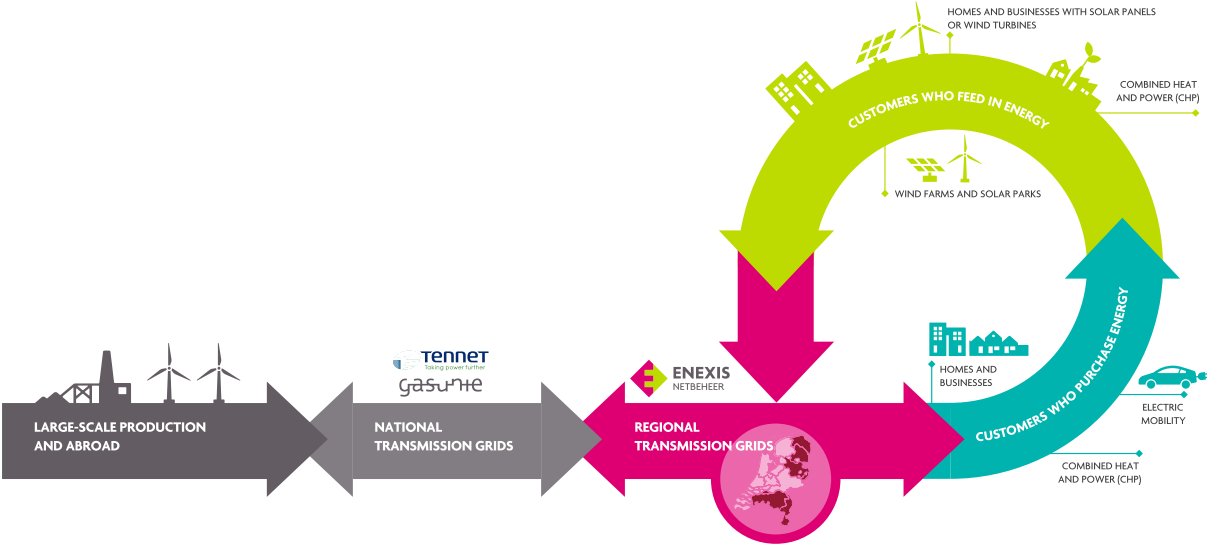 HOMES AND BUSINESSES WITH SOLAR PANELS
OR WIND TURBINES
COMBINED HEAT
AND POWER (CHP)
CUSTOMERS WHO FEED IN ENERGY
WIND FARMS AND SOLAR PARKS
CUSTOMERS WHO PURCHASE ENERGY
HOMES AND
BUSINESSES
ELECTRIC
MOBILITY
COMBINED HEAT
AND POWER (CHP)
TENNET
Taking power further
gasunie
ENEXIS
NETBEHEER
LARGE-SCALE PRODUCTION
AND ABROAD
NATIONAL
TRANSMISSION GRIDS
REGIONAL
TRANSMISSION GRIDS